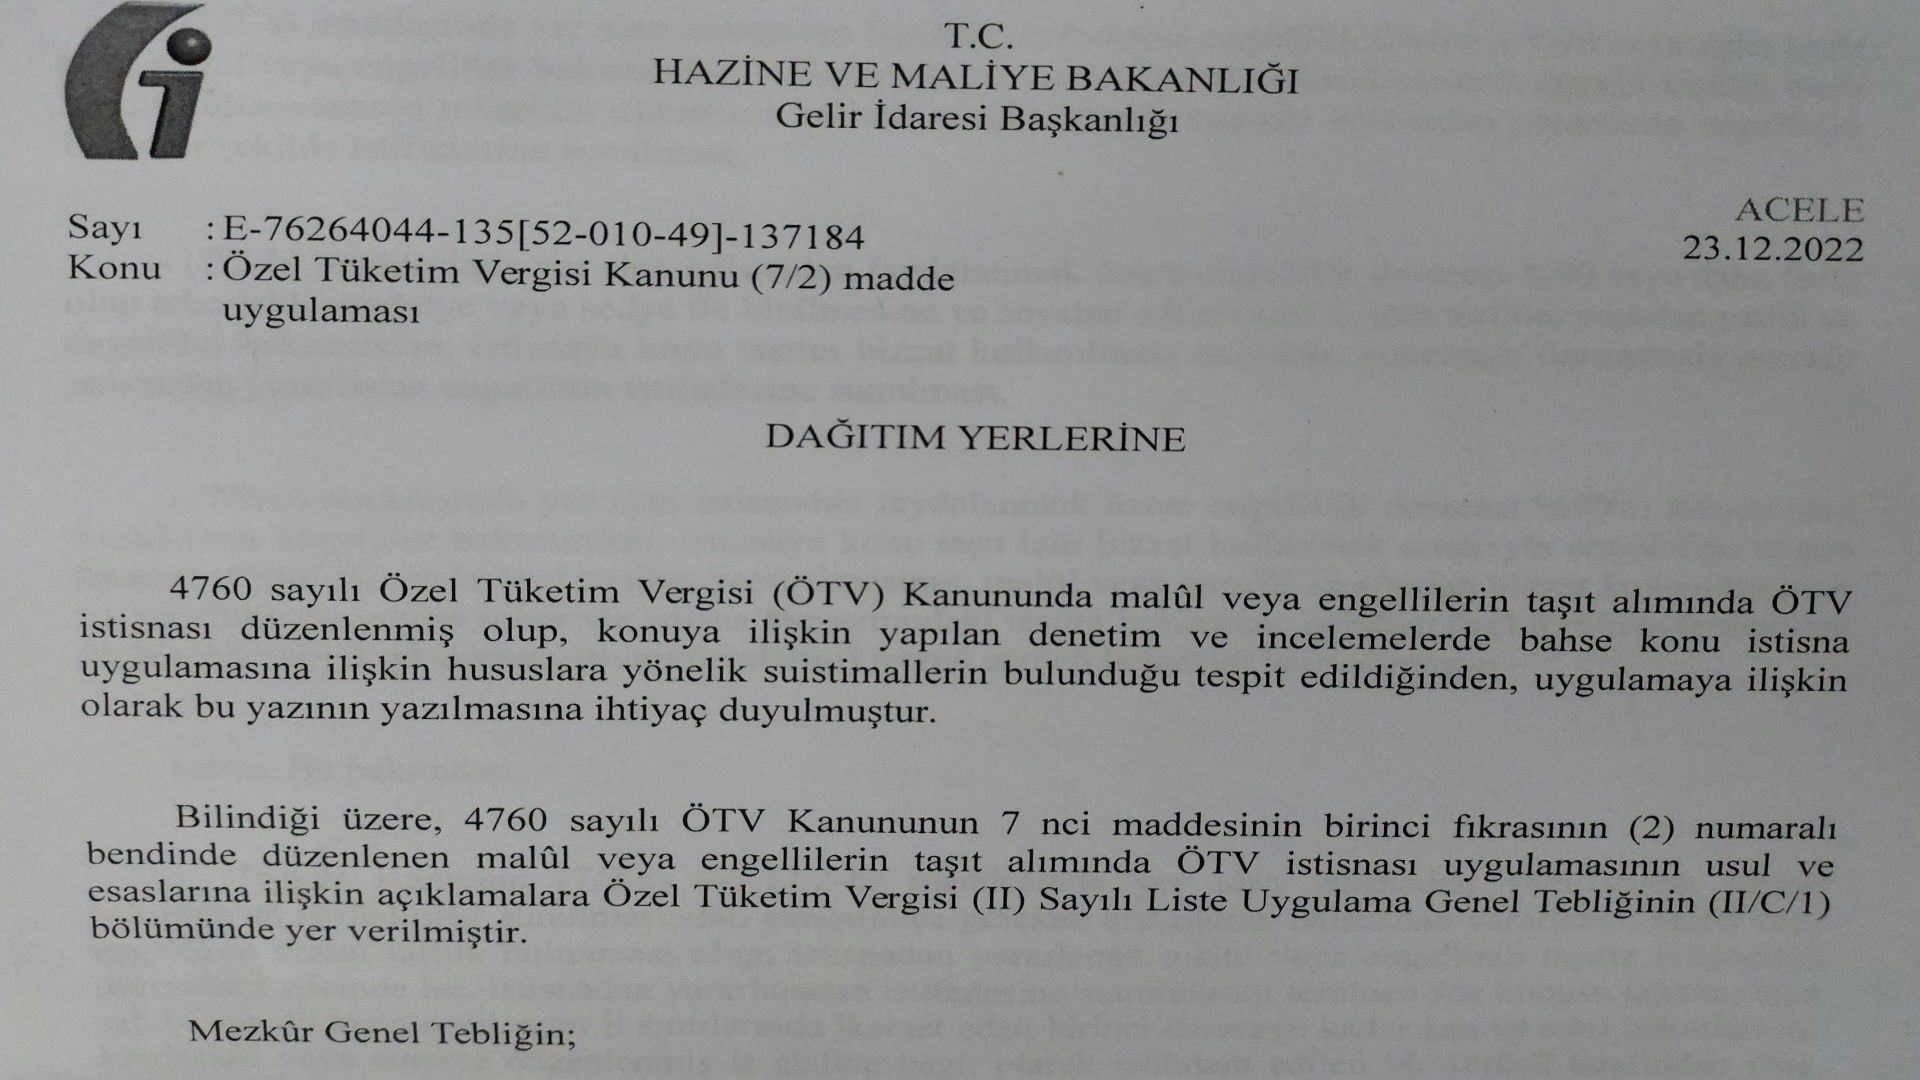 T.C.
HAZİNE VE MALİYE BAKANLIĞI
Gelir İdaresi Başkanlığı
ACELE
Sayı : E-76264044-135[52-010-49]-137184
23.12.2022
Konu : Özel Tüketim Vergisi Kanunu (7/2) madde
uygulaması
DAĞITIM YERLERİNE
4760 sayılı Özel Tüketim Vergisi (ÖTV) Kanununda malûl veya engellilerin taşıt alımında ÖTV
istisnası düzenlenmiş olup, konuya ilişkin yapılan denetim ve incelemelerde bahse konu istisna
uygulamasına ilişkin hususlara yönelik suistimallerin bulunduğu tespit edildiğinden, uygulamaya ilişkin
olarak bu yazının yazılmasına ihtiyaç duyulmuştur.
Bilindiği üzere, 4760 sayılı ÖTV Kanununun 7 nci maddesinin birinci fıkrasının (2) numaralı
bendinde düzenlenen malûl veya engellilerin taşıt alımında ÖTV istisnası uygulamasının usul ve
esaslarına ilişkin açıklamalara Özel Tüketim Vergisi (II) Sayılı Liste Uygulama Genel Tebliğinin (II/C/1)
bölümünde yer verilmiştir.
Mezkûr Genel Tebliğin;